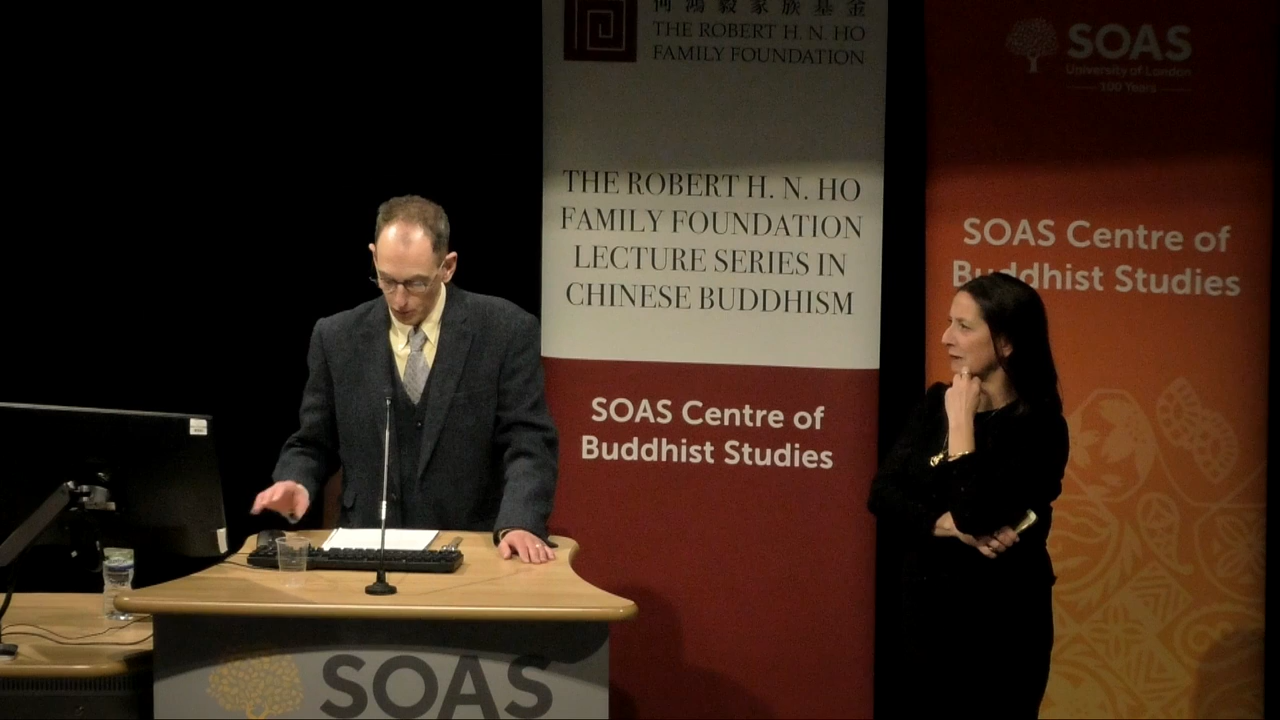 何鴻毅家族基金
THE ROBERT H. N. HO
FAMILY FOUNDATION
THE ROBERT H. N. HO
FAMILY FOUNDATION
LECTURE SERIES IN
CHINESE BUDDHISM
SOAS Centre of
Buddhist Studies
SOAS
University of London
100 Years
SOAS Centre of
Buddhist Studies
SOAS